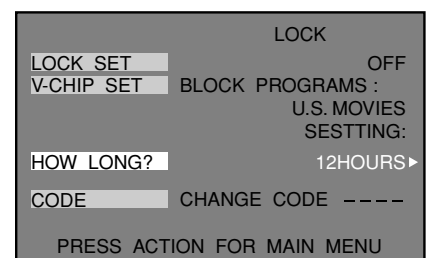 LOCK
LOCK SET OFF
V-CHIP SET BLOCK PROGRAMS :
U.S. MOVIES
SESTTING:
HOW LONG? 12HOURS▶
CODE CHANGE CODE – – – –
PRESS ACTION FOR MAIN MENU